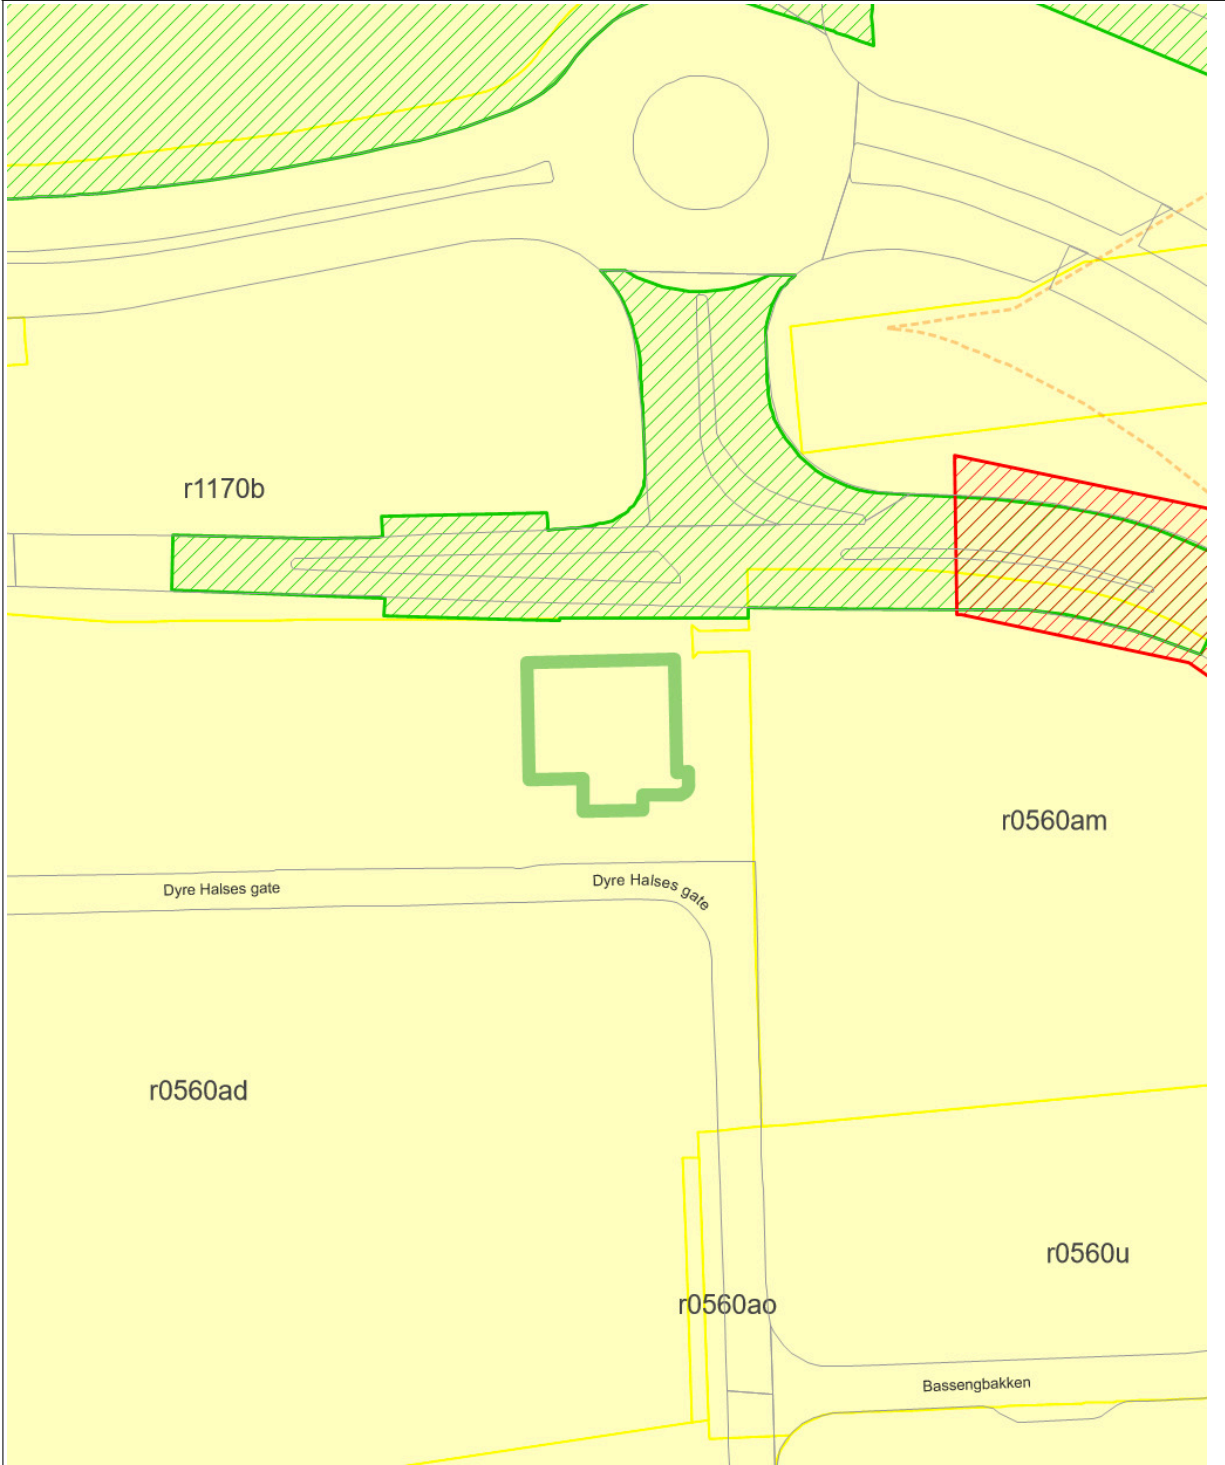 r1170b
r0560am
Dyre Halses gate
Dyre Halses gate
r0560ad
r0560u
r0560ao
Bassengbakken